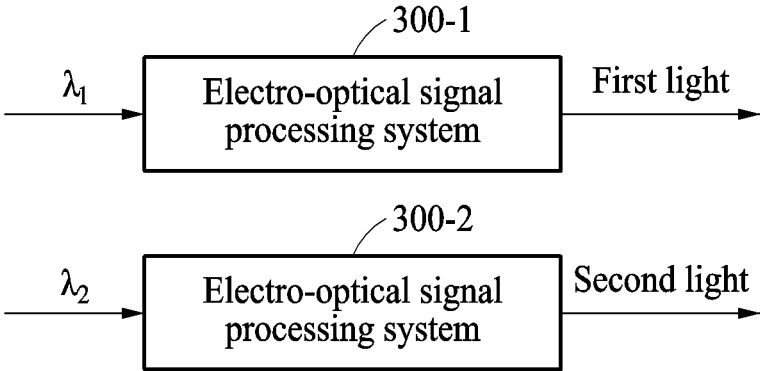 300-1
λ1
Electro-optical signal
processing system
First light
300-2
λ2
Electro-optical signal
processing system
Second light